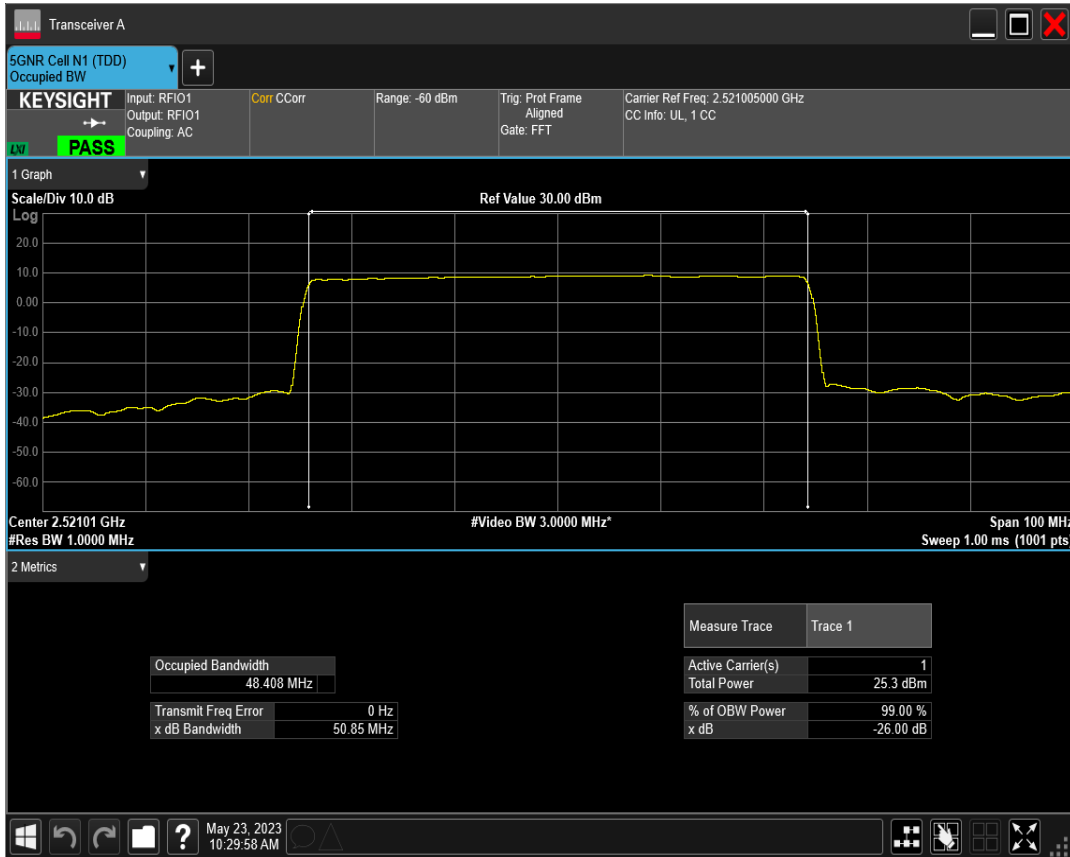 Transceiver A
5GNR Cell N1 (TDD)
Occupied BW
+
KEYSIGHT
LXI
PASS
Input: RFIO1
Output: RFIO1
Coupling: AC
Corr CCorr
Range: -60 dBm
Trig: Prot Frame
Aligned
Gate: FFT
Carrier Ref Freq: 2.521005000 GHz
CC Info: UL, 1 CC
1 Graph
Scale/Div 10.0 dB
Ref Value 30.00 dBm
Log
20.0
10.0
0.00
-10.0
-20.0
-30.0
-40.0
-50.0
-60.0
Center 2.52101 GHz
#Video BW 3.0000 MHz*
Span 100 MHz
#Res BW 1.0000 MHz
Sweep 1.00 ms (1001 pts)
2 Metrics
Measure Trace Trace 1
Occupied Bandwidth
48.408 MHz
Active Carrier(s) 1
Total Power 25.3 dBm
Transmit Freq Error 0 Hz
x dB Bandwidth 50.85 MHz
% of OBW Power 99.00 %
x dB -26.00 dB
?
May 23, 2023
10:29:58 AM